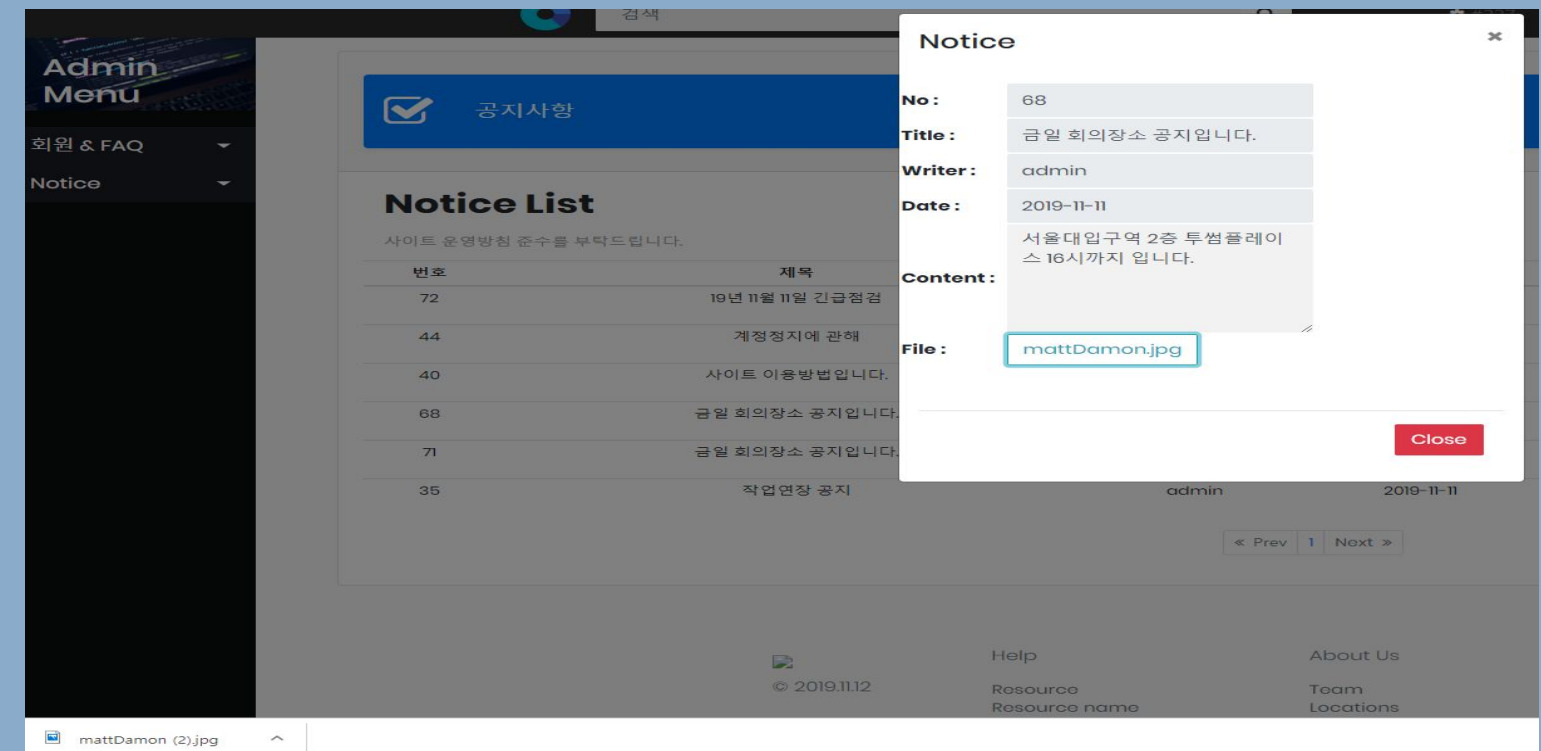 검색
Admin
Menu
회원 & FAQ
Notice
공지사항
Notice List
사이트 운영방침 준수를 부탁드립니다.
번호 제목
72 19년 11월 11일 긴급점검
44 계정정지에 관해
40 사이트 이용방법입니다.
68 금일 회의장소 공지입니다.
71 금일 회의장소 공지입니다.
35 작업연장 공지 admin 2019-11-11
« Prev 1 Next »
Notice ×
No : 68
Title : 금일 회의장소 공지입니다.
Writer : admin
Date : 2019-11-11
Content : 서울대입구역 2층 투썸플레이
스 16시까지 입니다.
File : mattDamon.jpg
Close
© 2019.11.12
Help
Resource
Resource name
About Us
Team
Locations
mattDamon (2).jpg